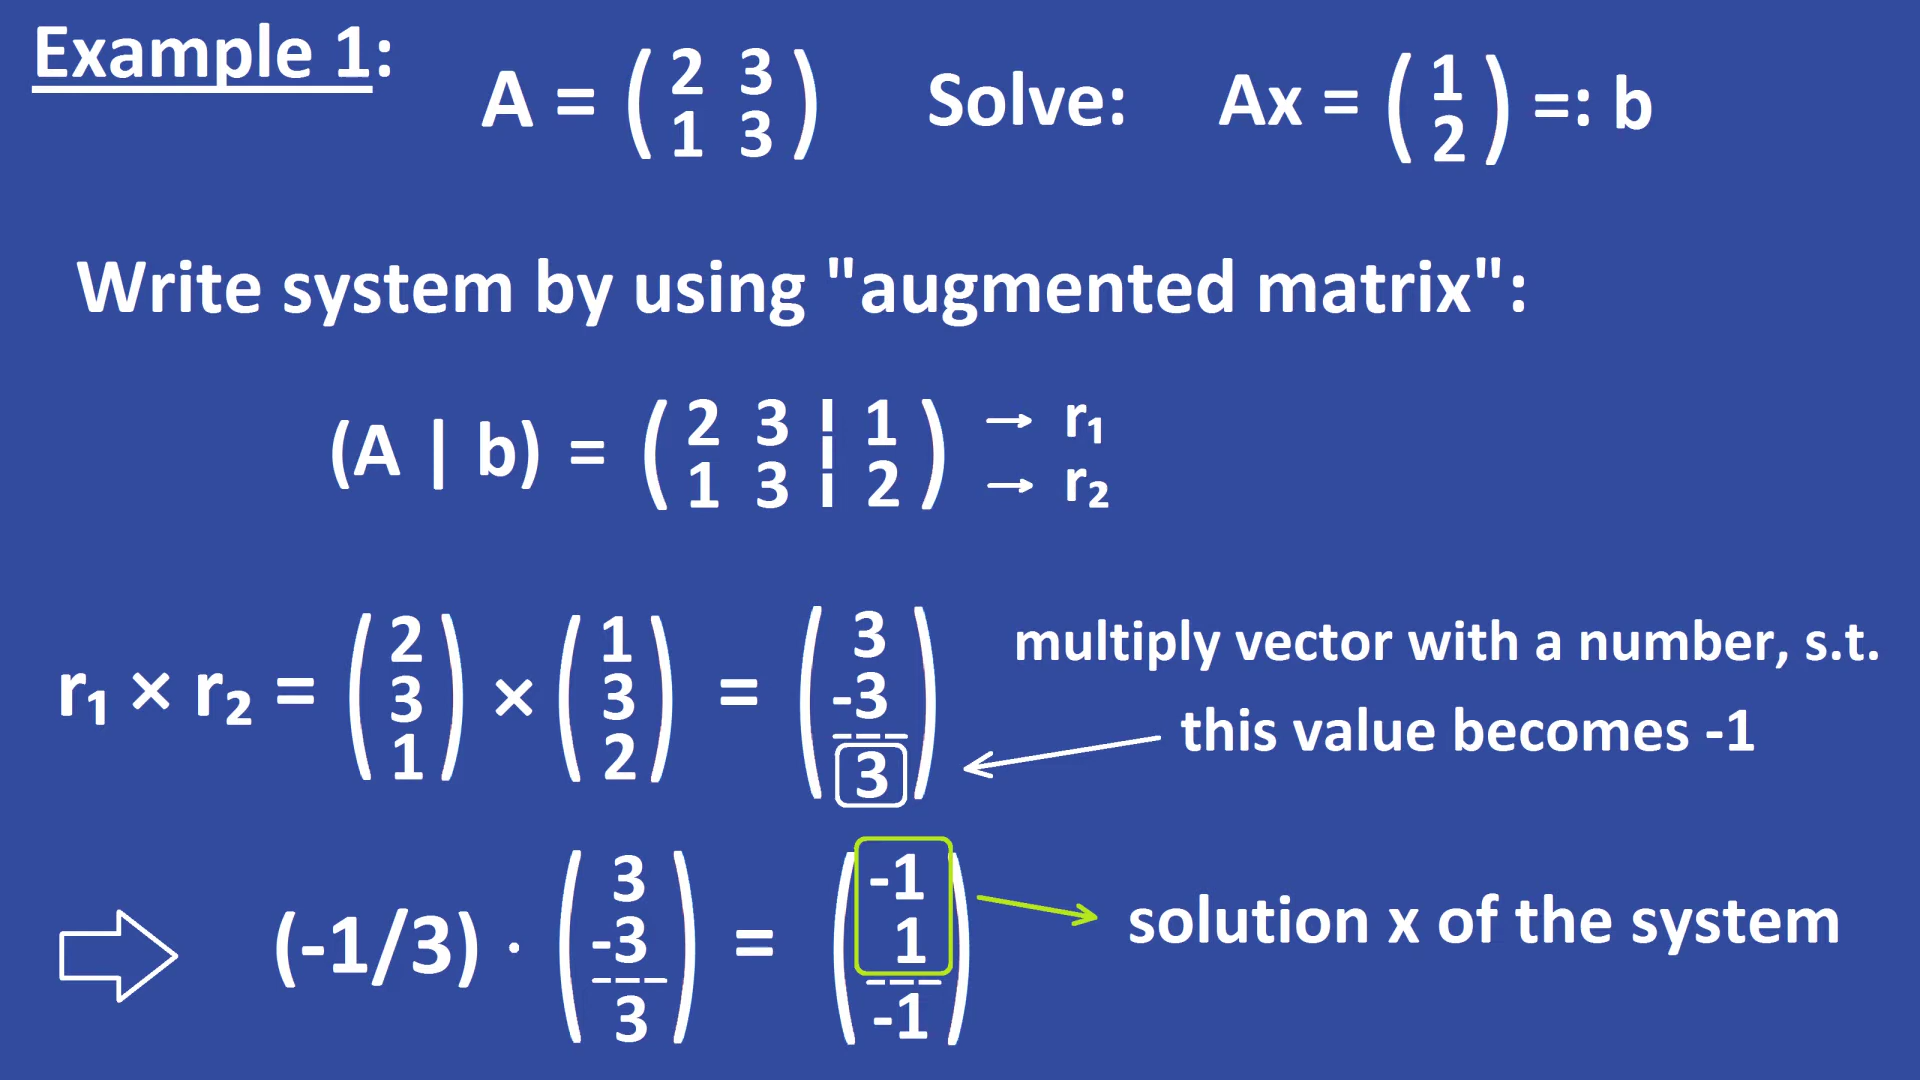 Example 1:
A = ( 2 3 ) Solve: Ax = ( 1 ) =: b
1 3 2
Write system by using "augmented matrix":
(A | b) = ( 2 3 ¦ 1 ) → r₁
1 3 ¦ 2 → r₂
r₁ × r₂ = ( 2 3 1 ) × ( 1 3 2 ) = ( 3 -3 3 )
multiply vector with a number, s.t.
this value becomes -1
(-1/3) · ( 3 -3 3 ) = ( -1 1 -1 ) solution x of the system